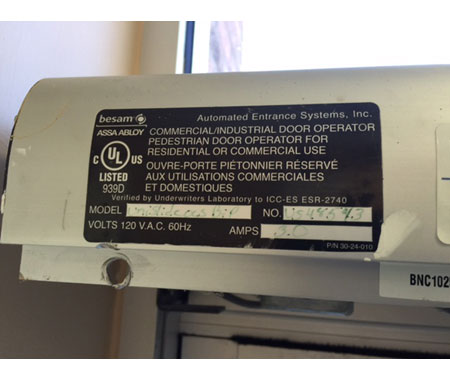 besam
ASSA ABLOY
Automated Entrance Systems, Inc.
COMMERCIAL/INDUSTRIAL DOOR OPERATOR
PEDESTRIAN DOOR OPERATOR FOR
RESIDENTIAL OR COMMERCIAL USE
OUVRE-PORTE PIÉTONNIER RÉSERVÉ
AUX UTILISATIONS COMMERCIALES
ET DOMESTIQUES
C UL US
LISTED
939D
Verified by Underwriters Laboratory to ICC-ES ESR-2740
MODEL
NO.
VOLTS 120 V.A.C. 60Hz
AMPS 3.0
P/N 30-24-010